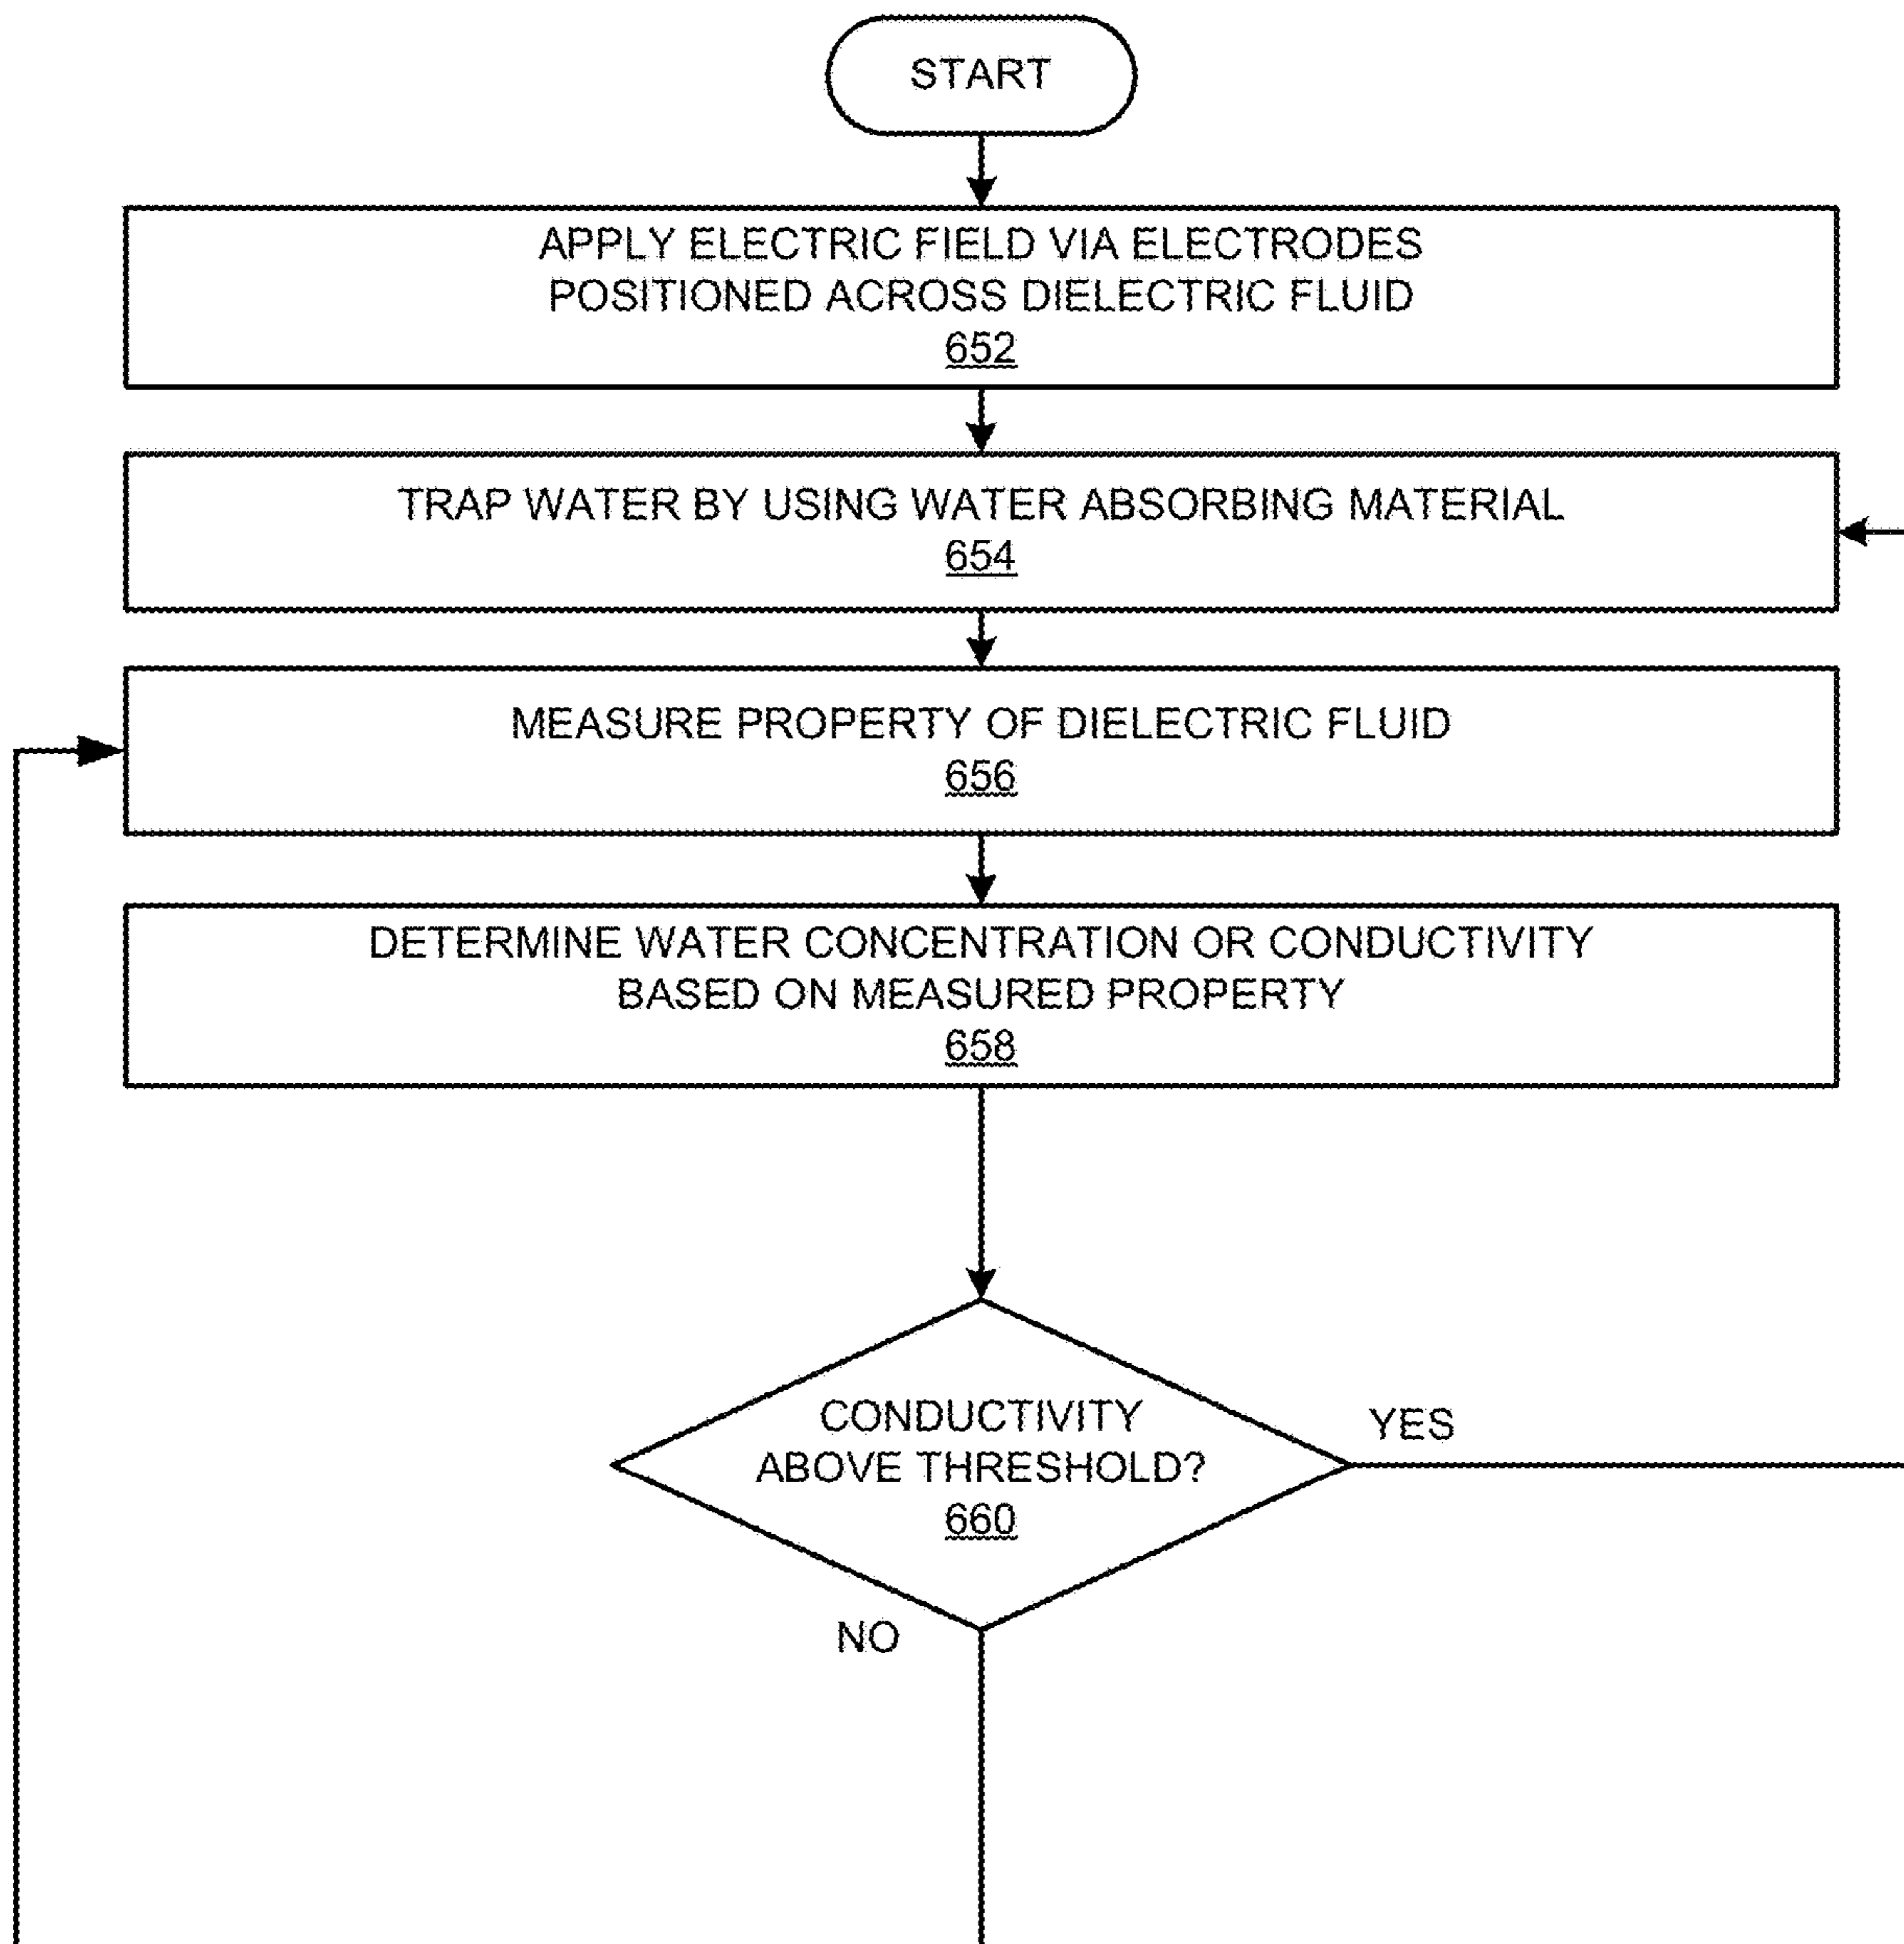 START
APPLY ELECTRIC FIELD VIA ELECTRODES
POSITIONED ACROSS DIELECTRIC FLUID
652
TRAP WATER BY USING WATER ABSORBING MATERIAL
654
MEASURE PROPERTY OF DIELECTRIC FLUID
656
DETERMINE WATER CONCENTRATION OR CONDUCTIVITY
BASED ON MEASURED PROPERTY
658
CONDUCTIVITY
ABOVE THRESHOLD?
660
YES
NO